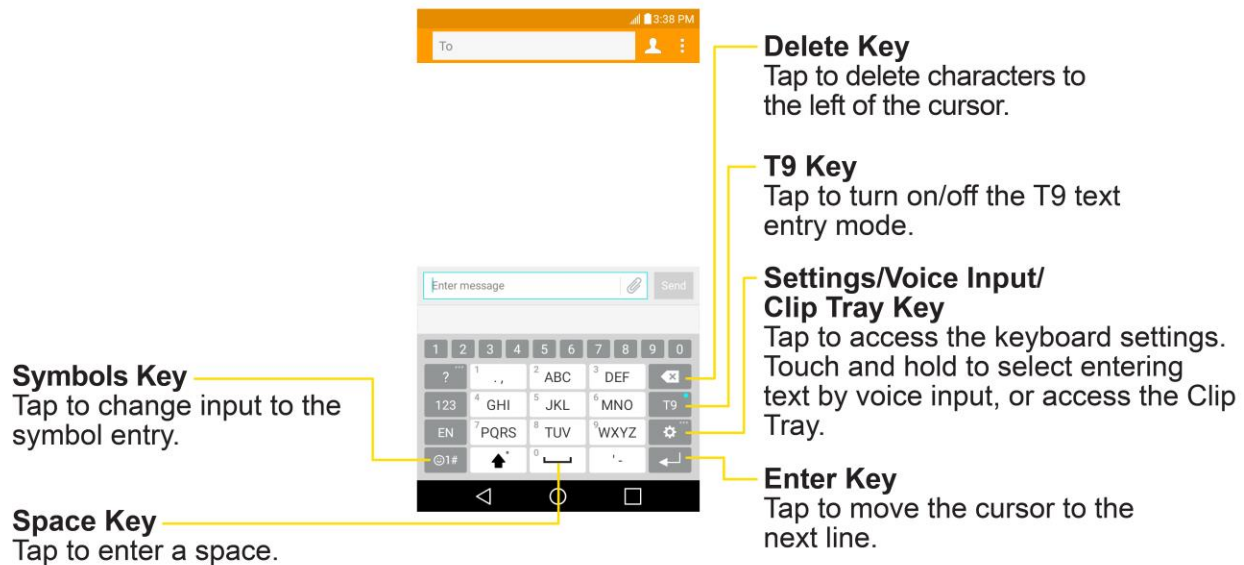 3:38 PM
To
Enter message
Send
1 2 3 4 5 6 7 8 9 0
? 1 ., 2 ABC 3 DEF
123 4 GHI 5 JKL 6 MNO T9
EN 7 PQRS 8 TUV 9 WXYZ
1# 0 '-
Symbols Key
Tap to change input to the
symbol entry.
Space Key
Tap to enter a space.
Delete Key
Tap to delete characters to
the left of the cursor.
T9 Key
Tap to turn on/off the T9 text
entry mode.
Settings/Voice Input/
Clip Tray Key
Tap to access the keyboard settings.
Touch and hold to select entering
text by voice input, or access the Clip
Tray.
Enter Key
Tap to move the cursor to the
next line.